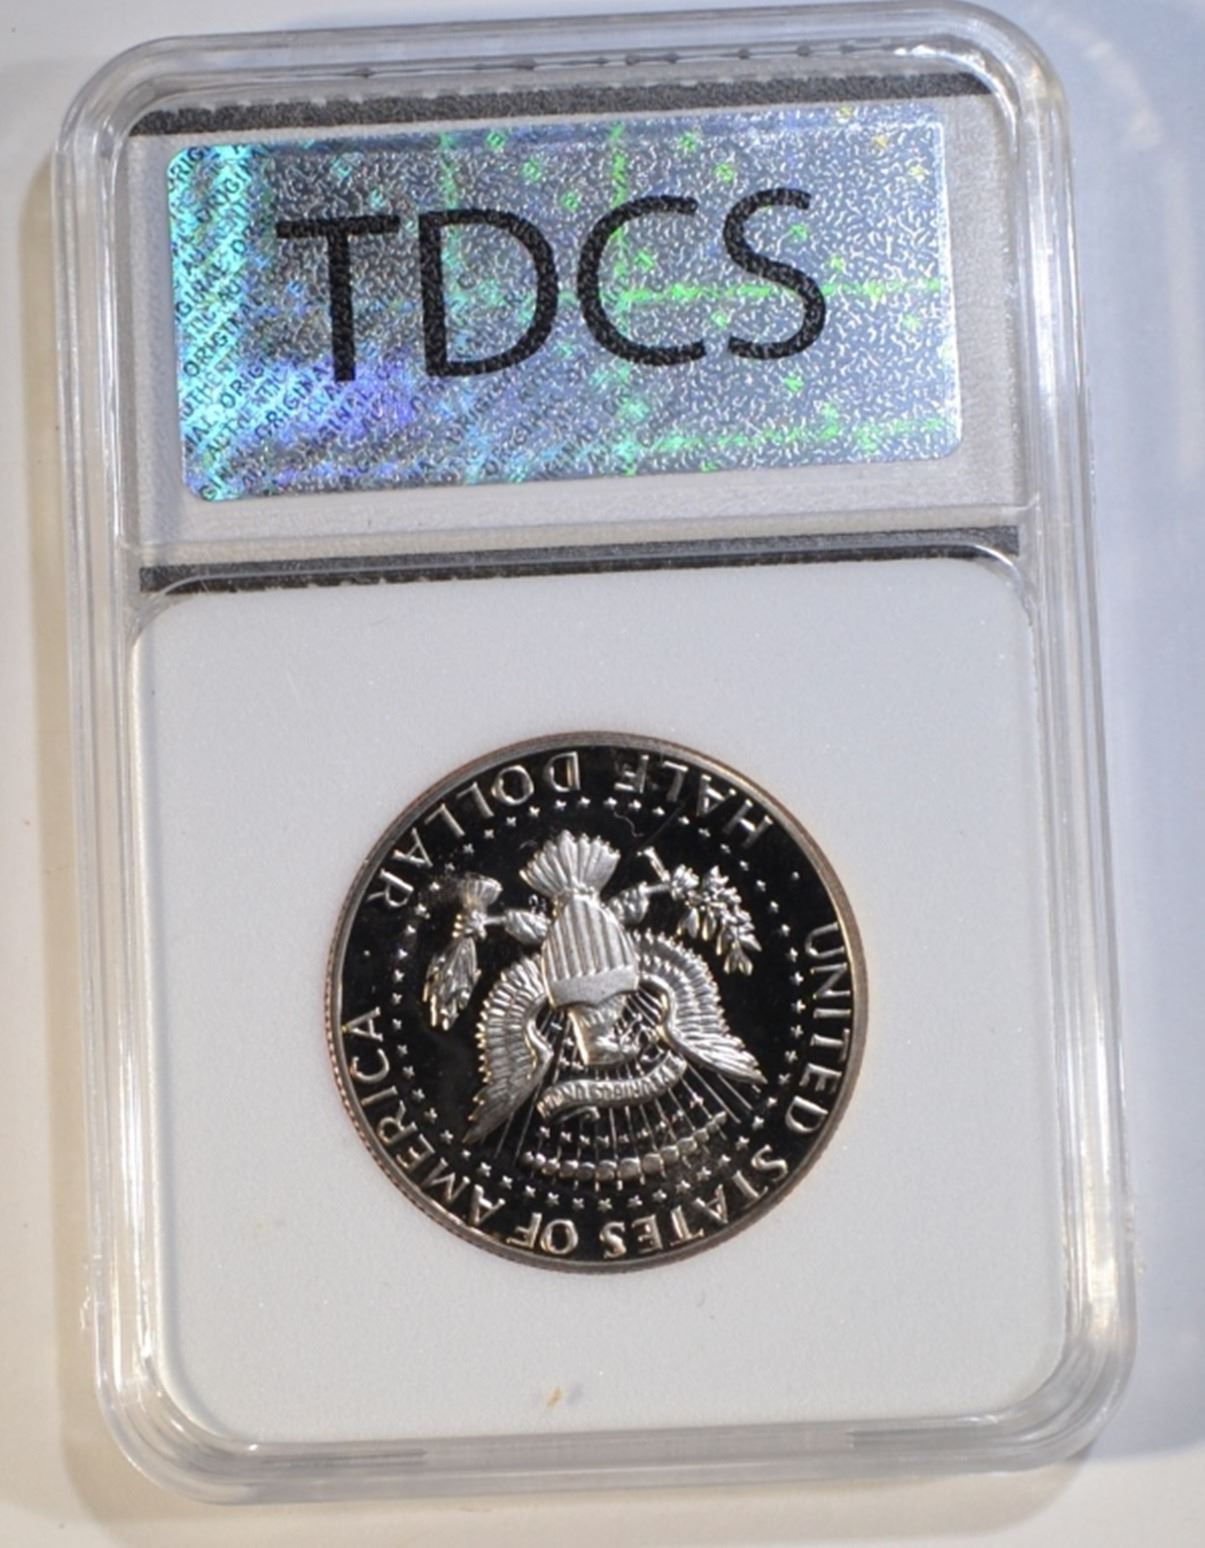 TDCS
UNITED STATES OF AMERICA
HALF DOLLAR